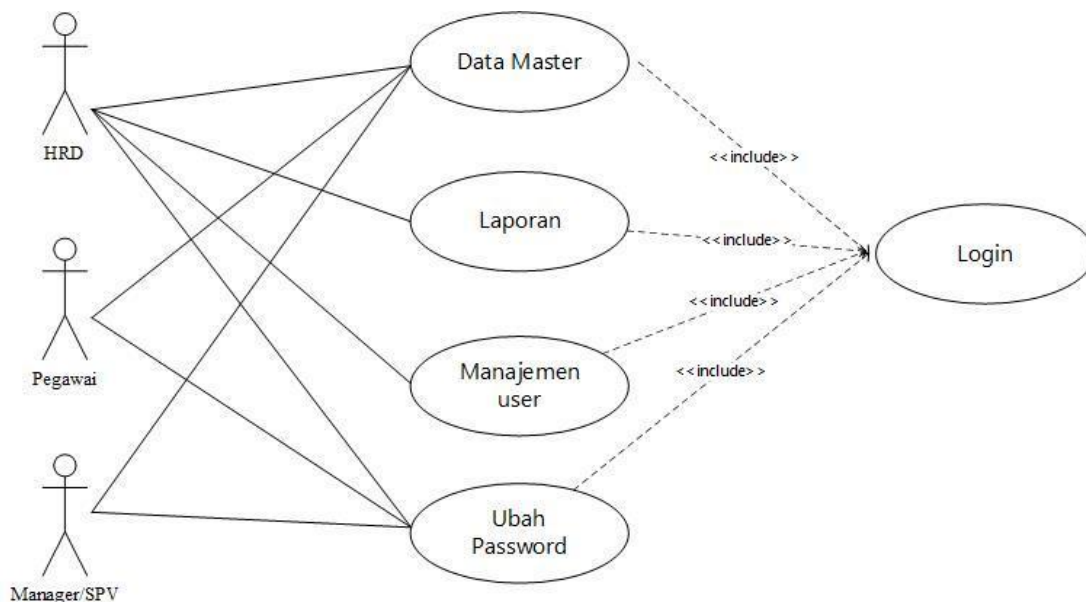 HRD
Pegawai
Manager/SPV
Data Master
Laporan
Manajemen
user
Ubah
Password
<<include>>
<<include>>
<<include>>
<<include>>
Login